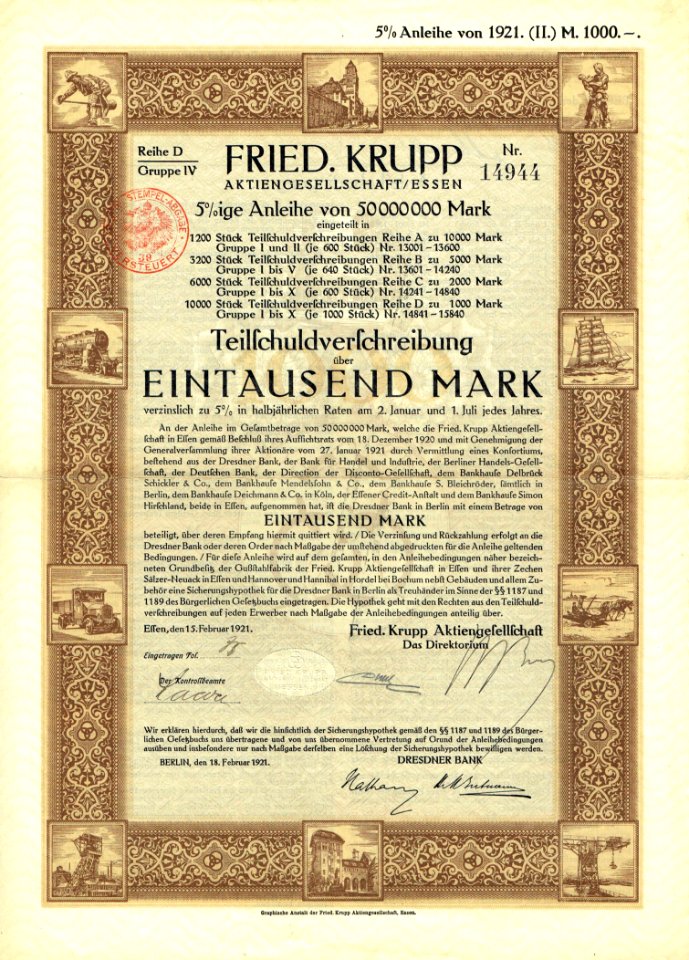 5% Anleihe von 1921. (II.) M. 1000.–.
Reihe D
Gruppe IV
FRIED. KRUPP
AKTIENGESELLSCHAFT/ESSEN
Nr.
14944
5%ige Anleihe von 50000000 Mark
eingeteilt in
1200 Stück Teilſchuldverſchreibungen Reihe A zu 10000 Mark
Gruppe I und II (je 600 Stück) Nr. 13001-13600
3200 Stück Teilſchuldverſchreibungen Reihe B zu 5000 Mark
Gruppe I bis V (je 640 Stück) Nr. 13601-14240
6000 Stück Teilſchuldverſchreibungen Reihe C zu 2000 Mark
Gruppe I bis X (je 600 Stück) Nr. 14241-14840
10000 Stück Teilſchuldverſchreibungen Reihe D zu 1000 Mark
Gruppe I bis X (je 1000 Stück) Nr. 14841-15840
Teilſchuldverſchreibung
über
EINTAUSEND MARK
verzinslich zu 5% in halbjährlichen Raten am 2. Januar und 1. Juli jedes Jahres.
An der Anleihe im Geſamtbetrage von 50000000 Mark, welche die Fried. Krupp Aktiengeſell-
ſchaft in Eſſen gemäß Beſchluß ihres Aufſichtsrats vom 18. Dezember 1920 und mit Genehmigung der
Generalverſammlung ihrer Aktionäre vom 27. Januar 1921 durch Vermittlung eines Konſortiums,
beſtehend aus der Dresdner Bank, der Bank für Handel und Induſtrie, der Berliner Handels-Geſell-
ſchaft, der Deutſchen Bank, der Direction der Disconto-Geſellſchaft, dem Bankhauſe Delbrück
Schickler & Co., dem Bankhauſe Mendelsſohn & Co., dem Bankhauſe S. Bleichröder, ſämtlich in
Berlin, dem Bankhauſe Deichmann & Co. in Köln, der Eſſener Credit-Anſtalt und dem Bankhauſe Simon
Hirſchland, beide in Eſſen, aufgenommen hat, iſt die Dresdner Bank in Berlin mit einem Betrage von
EINTAUSEND MARK
beteiligt, über deren Empfang hiermit quittiert wird. / Die Verzinſung und Rückzahlung erfolgt an die
Dresdner Bank oder deren Order nach Maßgabe der umſtehend abgedruckten für die Anleihe geltenden
Bedingungen. / Für dieſe Anleihe wird auf dem geſamten, in den Anleihebedingungen näher bezeich-
neten Grundbeſitz der Gußſtahlfabrik der Fried. Krupp Aktiengeſellſchaft in Eſſen und ihrer Zechen
Sälzer-Neuack in Eſſen und Hannover und Hannibal in Hordel bei Bochum nebſt Gebäuden und allem Zu-
behör eine Sicherungshypothek für die Dresdner Bank in Berlin als Treuhänder im Sinne der §§ 1187 und
1189 des Bürgerlichen Geſetzbuchs eingetragen. Die Hypothek geht mit den Rechten aus den Teilſchuld-
verſchreibungen auf jeden Erwerber nach Maßgabe der Anleihebedingungen anteilig über.
Eſſen, den 15. Februar 1921.
Fried. Krupp Aktiengeſellſchaft
Das Direktorium
Eingetragen Fol.
Der Kontrollbeamte
Wir erklären hierdurch, daß wir die hinſichtlich der Sicherungshypothek gemäß den §§ 1187 und 1189 des Bürger-
lichen Geſetzbuchs uns übertragene und von uns übernommene Vertretung auf Grund der Anleihebedingungen
ausüben und insbeſondere nur nach Maßgabe derſelben eine Löſchung der Sicherungshypothek bewilligen werden.
BERLIN, den 18. Februar 1921.
DRESDNER BANK
Nathan
Graphische Anstalt der Fried. Krupp Aktiengesellschaft, Essen.